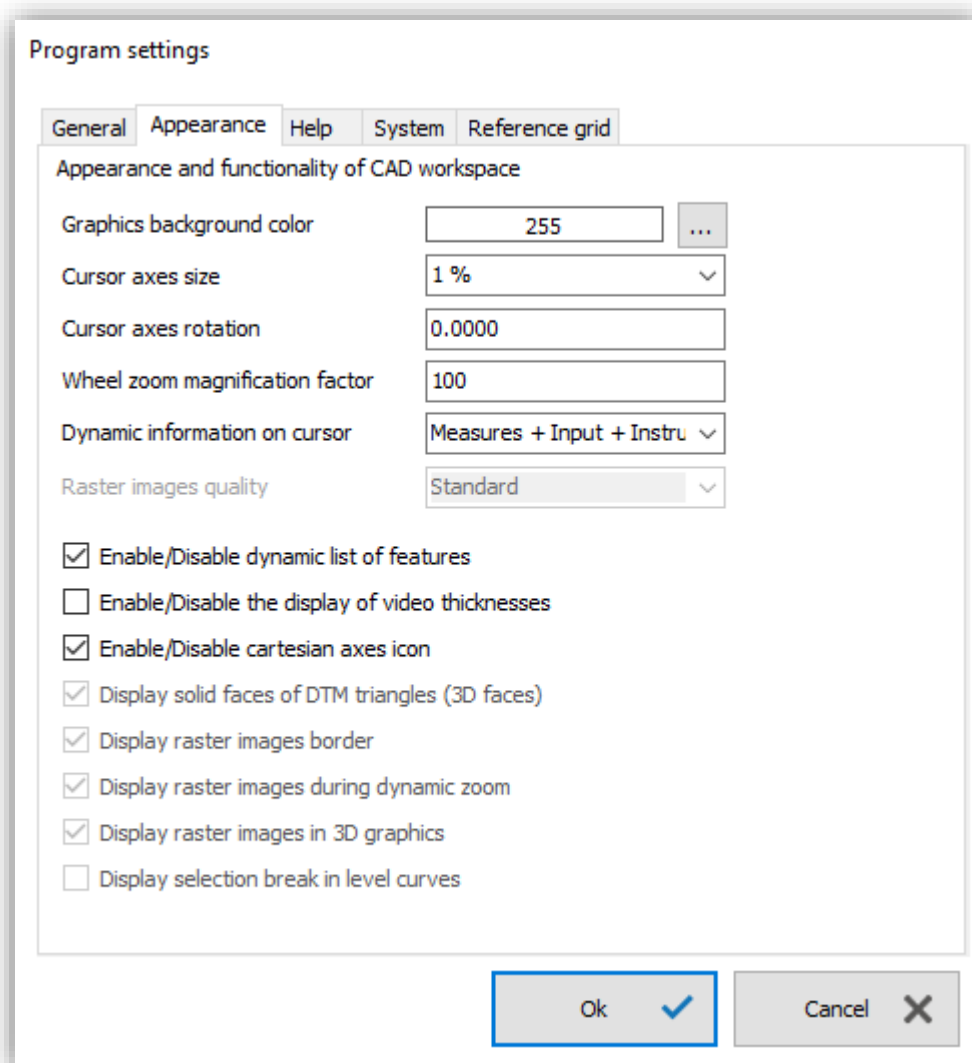 Program settings
General Appearance Help System Reference grid
Appearance and functionality of CAD workspace
Graphics background color 255 ...
Cursor axes size 1 %
Cursor axes rotation 0.0000
Wheel zoom magnification factor 100
Dynamic information on cursor Measures + Input + Instru
Raster images quality Standard
Enable/Disable dynamic list of features
Enable/Disable the display of video thicknesses
Enable/Disable cartesian axes icon
Display solid faces of DTM triangles (3D faces)
Display raster images border
Display raster images during dynamic zoom
Display raster images in 3D graphics
Display selection break in level curves
Ok Cancel